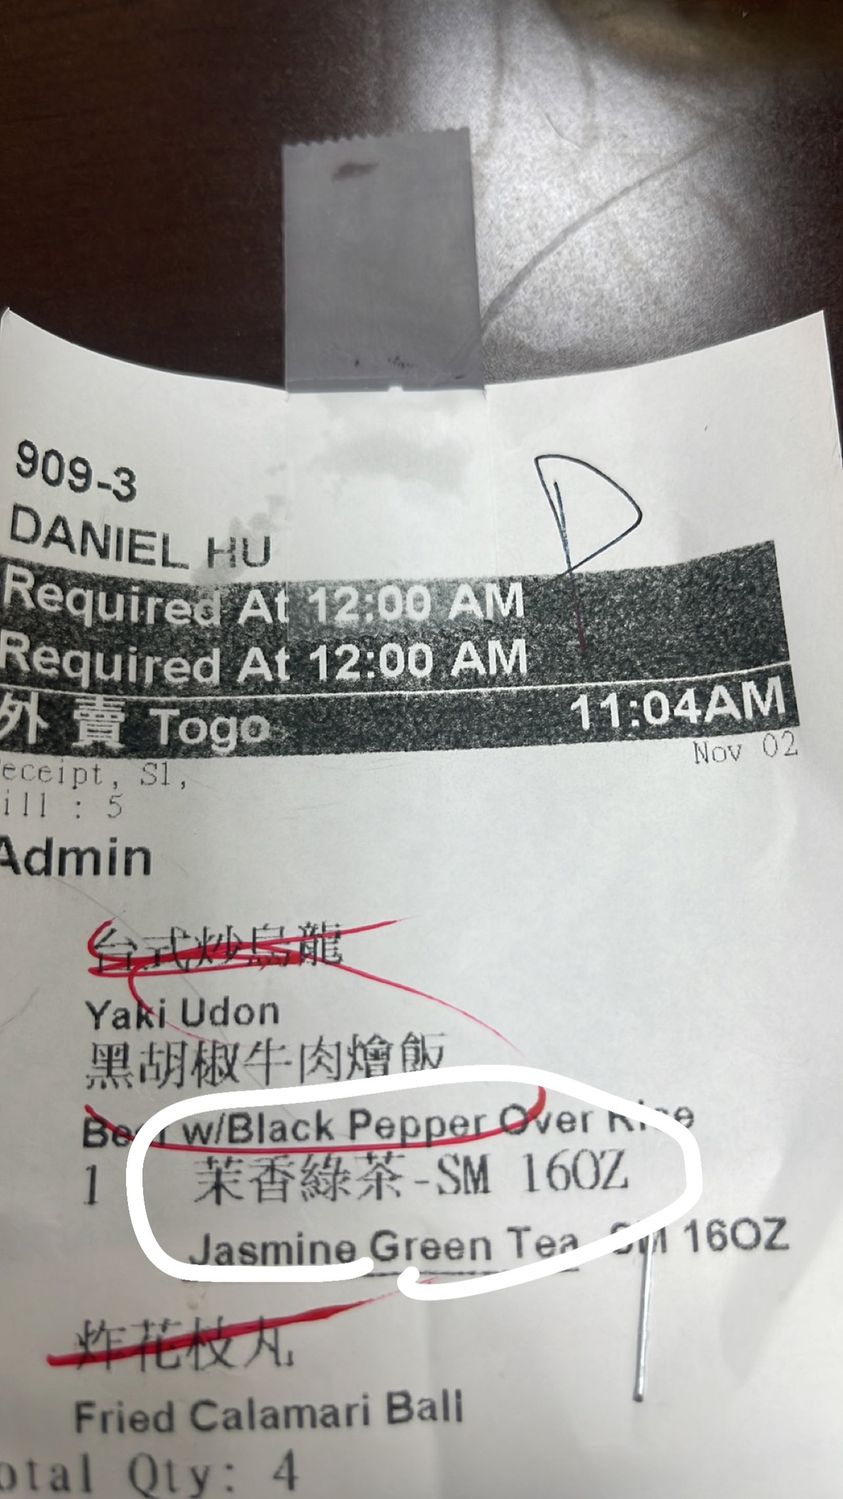 D
909-3
DANIEL HU
Required At 12:00 AM
Required At 12:00 AM
外 賣 Togo 11:04AM
Nov 02
eceipt, S1,
ill : 5
Admin
台式炒烏龍
Yaki Udon
黑胡椒牛肉燴飯
Beef w/Black Pepper Over Rice
1 茉香綠茶-SM 16OZ
Jasmine Green Tea SM 16OZ
炸花枝丸
Fried Calamari Ball
otal Qty: 4